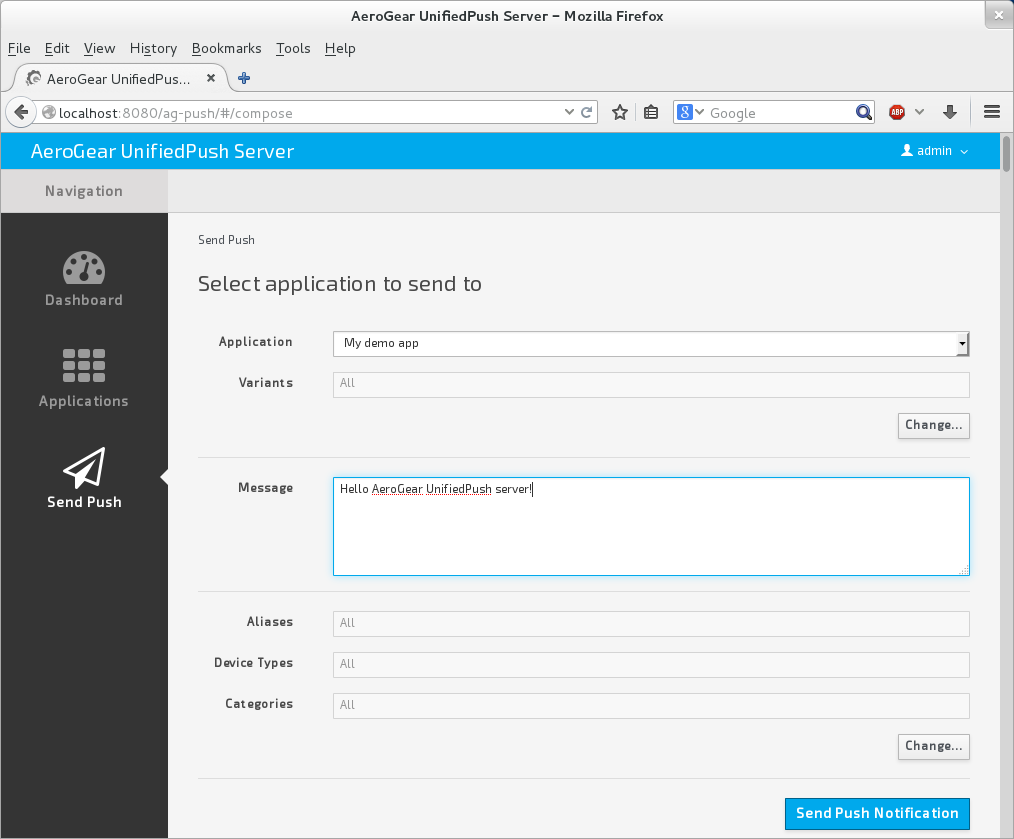 AeroGear UnifiedPush Server – Mozilla Firefox
File Edit View History Bookmarks Tools Help
AeroGear UnifiedPus...
localhost:8080/ag-push/#/compose
Google
ABP
AeroGear UnifiedPush Server
admin
Navigation
Dashboard
Applications
Send Push
Send Push
Select application to send to
Application
My demo app
Variants
All
Change...
Message
Hello AeroGear UnifiedPush server!
Aliases
All
Device Types
All
Categories
All
Change...
Send Push Notification